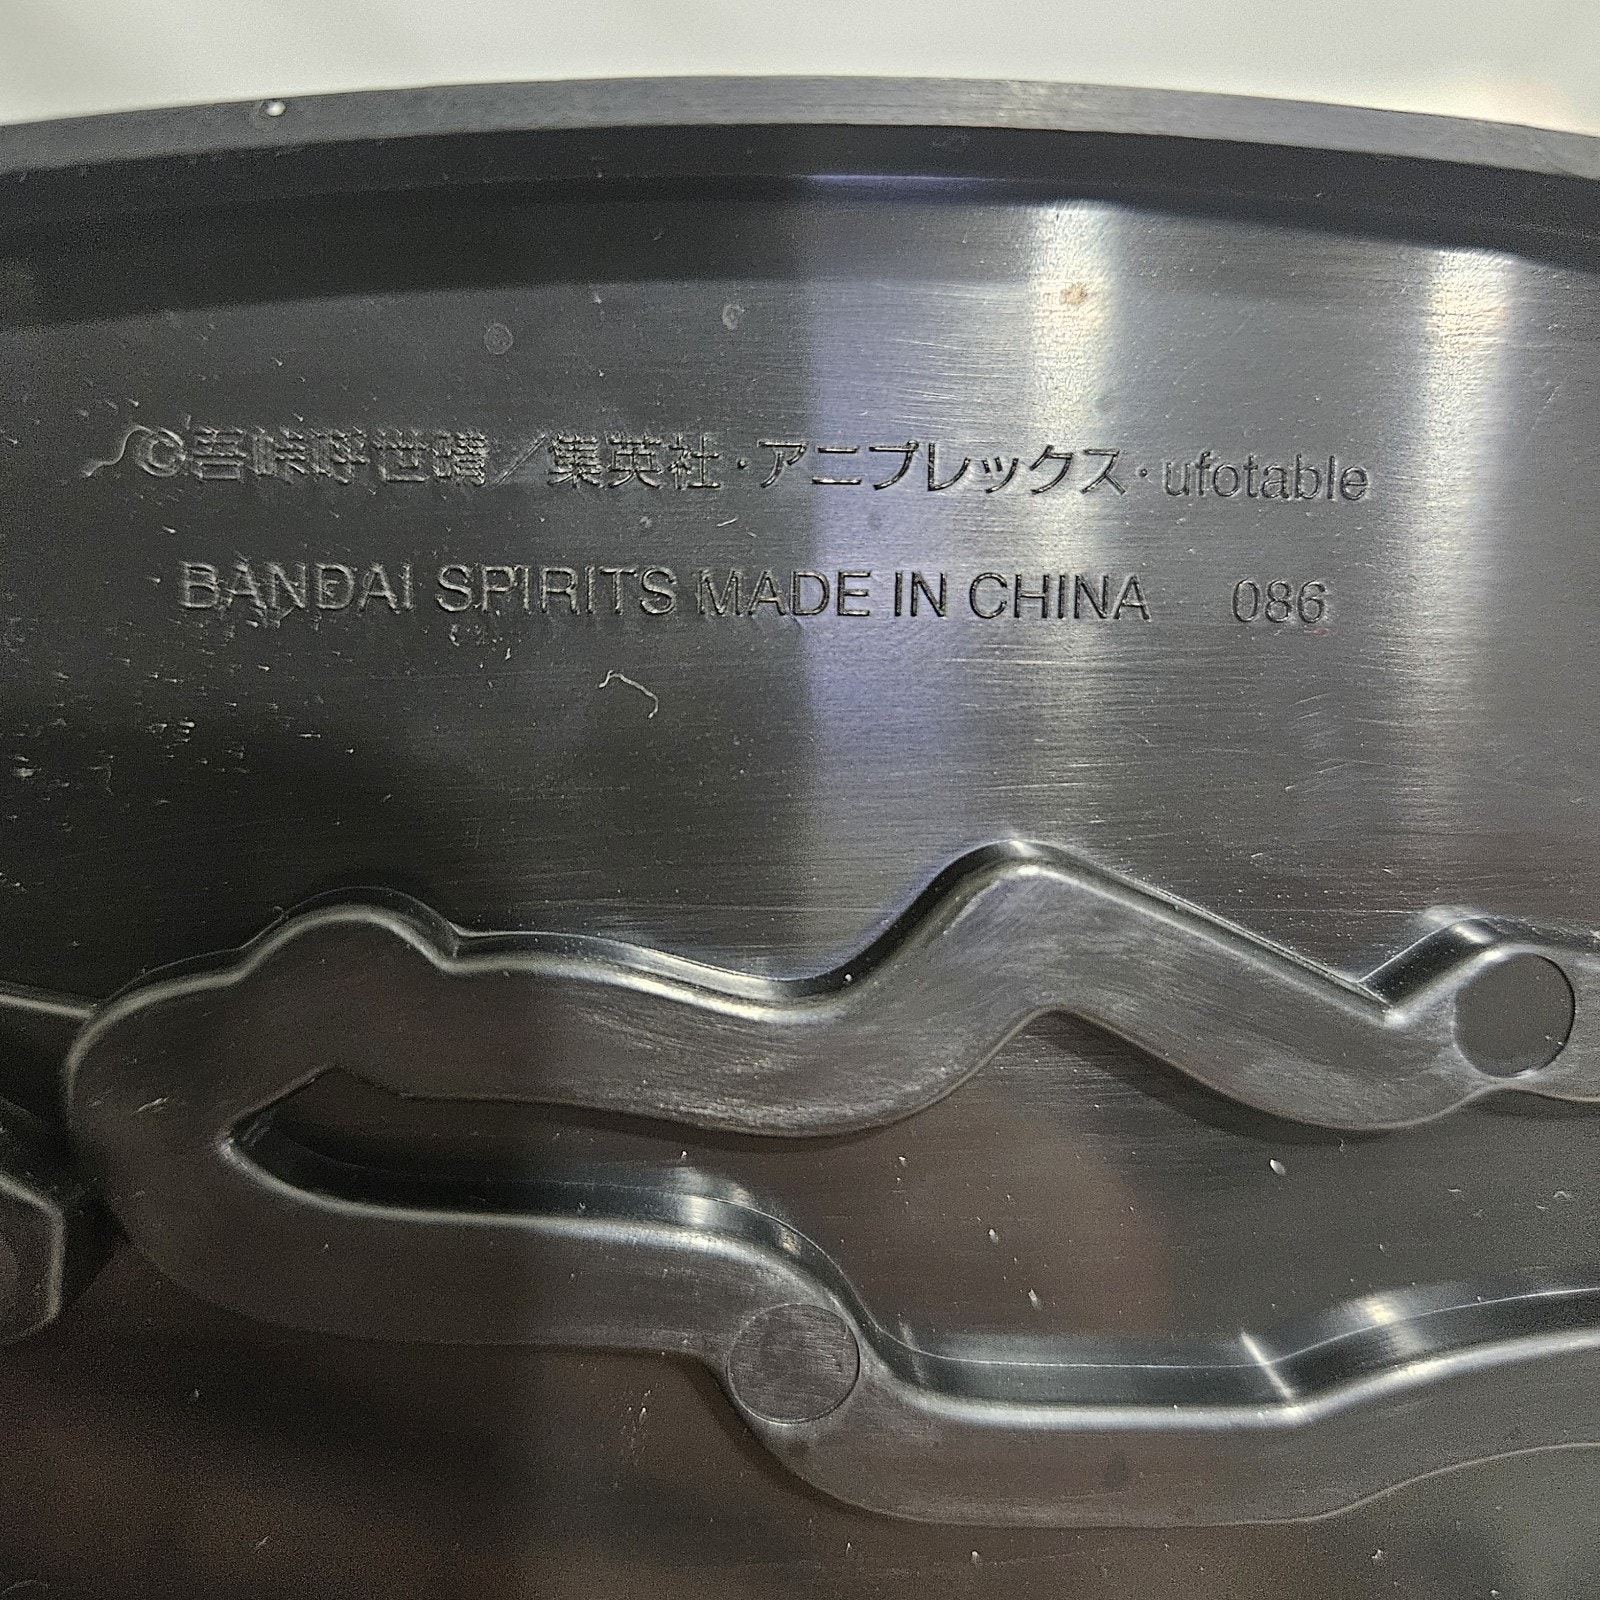 ©吾峠呼世晴／集英社・アニプレックス・ufotable
BANDAI SPIRITS MADE IN CHINA 086